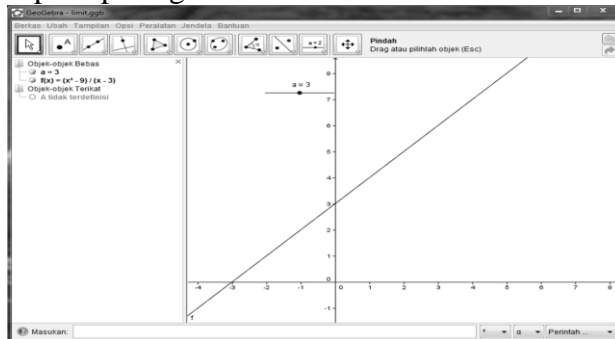 GeoGebra - limit.ggb
Berkas Ubah Tampilan Opsi Peralatan Jendela Bantuan
A
a=2
Pindah
Drag atau pilihlah objek (Esc)
Objek-objek Bebas
a = 3
f(x) = (x² - 9) / (x - 3)
Objek-objek Terikat
A tidak terdefinisi
a = 3
8
7
6
5
4
3
2
1
0
-4 -3 -2 -1 0 1 2 3 4 5 6 7 8
-1
f
Masukan:
α
Perintah ...